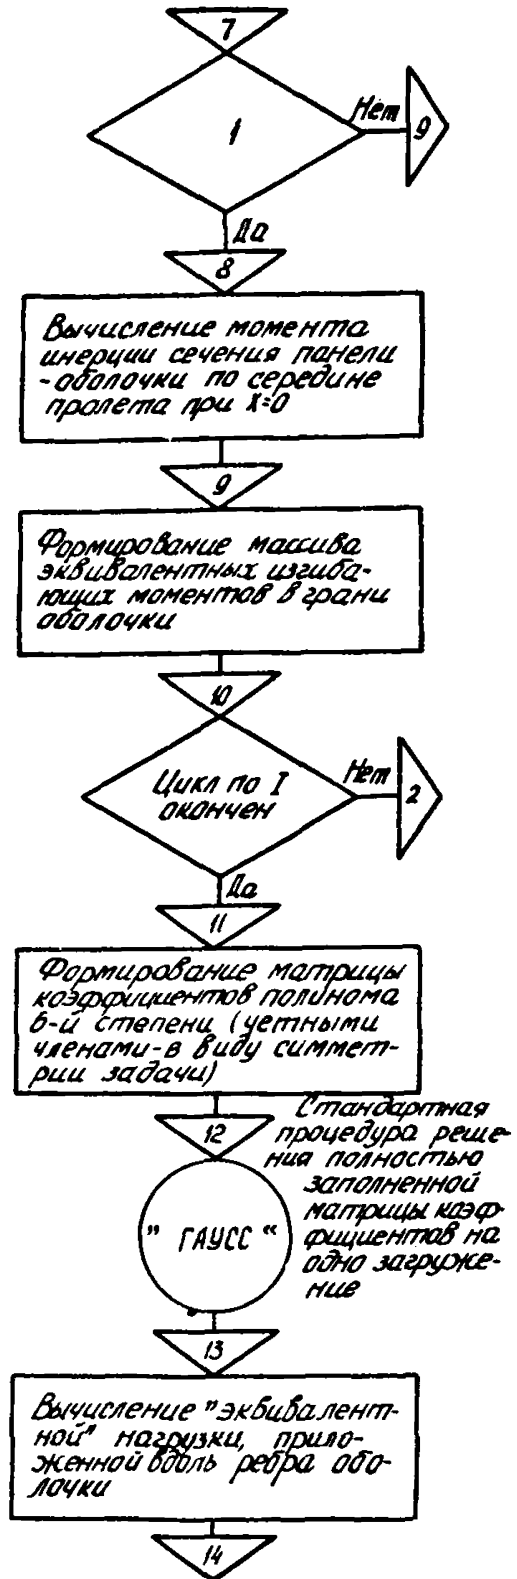 7
1
Нет
9
Да
8
Вычисление момента
инерции сечения панели
-оболочки по середине
пролета при X=0
9
Формирование массива
эквивалентных изгиба-
ющих моментов в грани
оболочки
10
Цикл по I
окончен
Нет
2
Да
11
Формирование матрицы
коэффициентов полинома
6-й степени (четными
членами-в виду симмет-
рии задачи)
12
Стандартная
процедура реше-
ния полностью
заполненной
матрицы коэф-
фициентов на
одно загруже-
ние
" ГАУСС "
13
Вычисление "эквивалент-
ной" нагрузки, прило-
женной вдоль ребра обо-
лочки
14